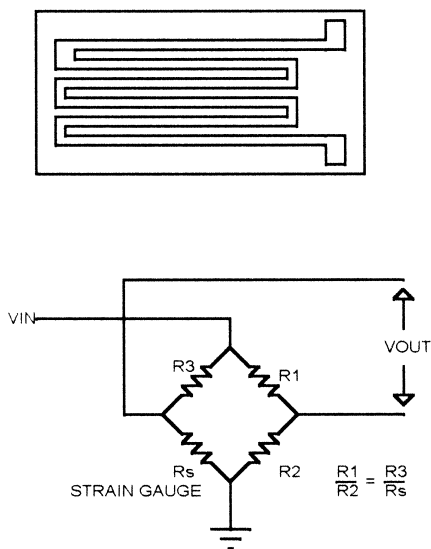 VIN
VOUT
R3
R1
Rs
R2
STRAIN GAUGE
R1
R2
=
R3
Rs